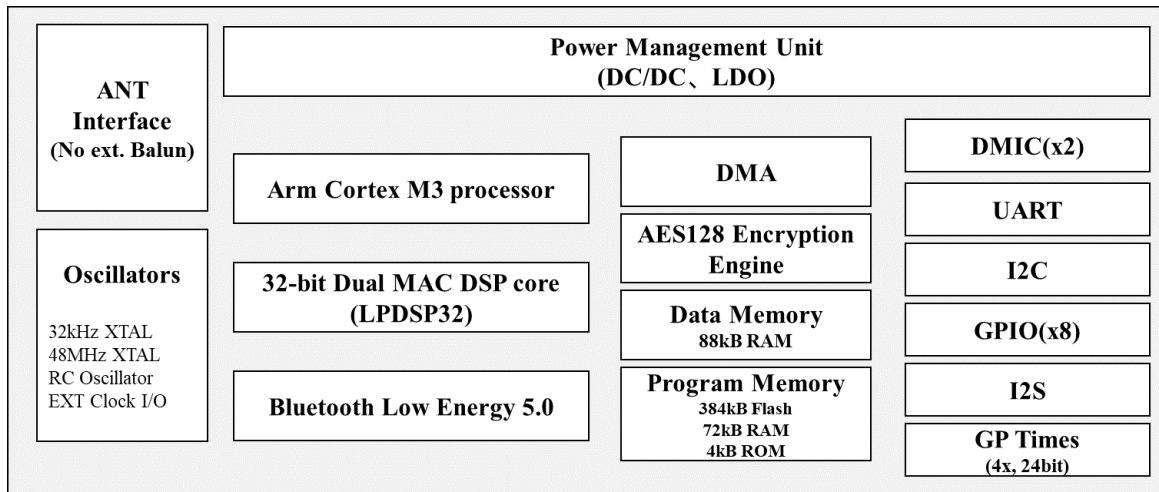 ANT
Interface
(No ext. Balun)
Oscillators
32kHz XTAL
48MHz XTAL
RC Oscillator
EXT Clock I/O
Power Management Unit
(DC/DC、LDO)
Arm Cortex M3 processor
32-bit Dual MAC DSP core
(LPDSP32)
Bluetooth Low Energy 5.0
DMA
AES128 Encryption
Engine
Data Memory
88kB RAM
Program Memory
384kB Flash
72kB RAM
4kB ROM
DMIC(x2)
UART
I2C
GPIO(x8)
I2S
GP Times
(4x, 24bit)